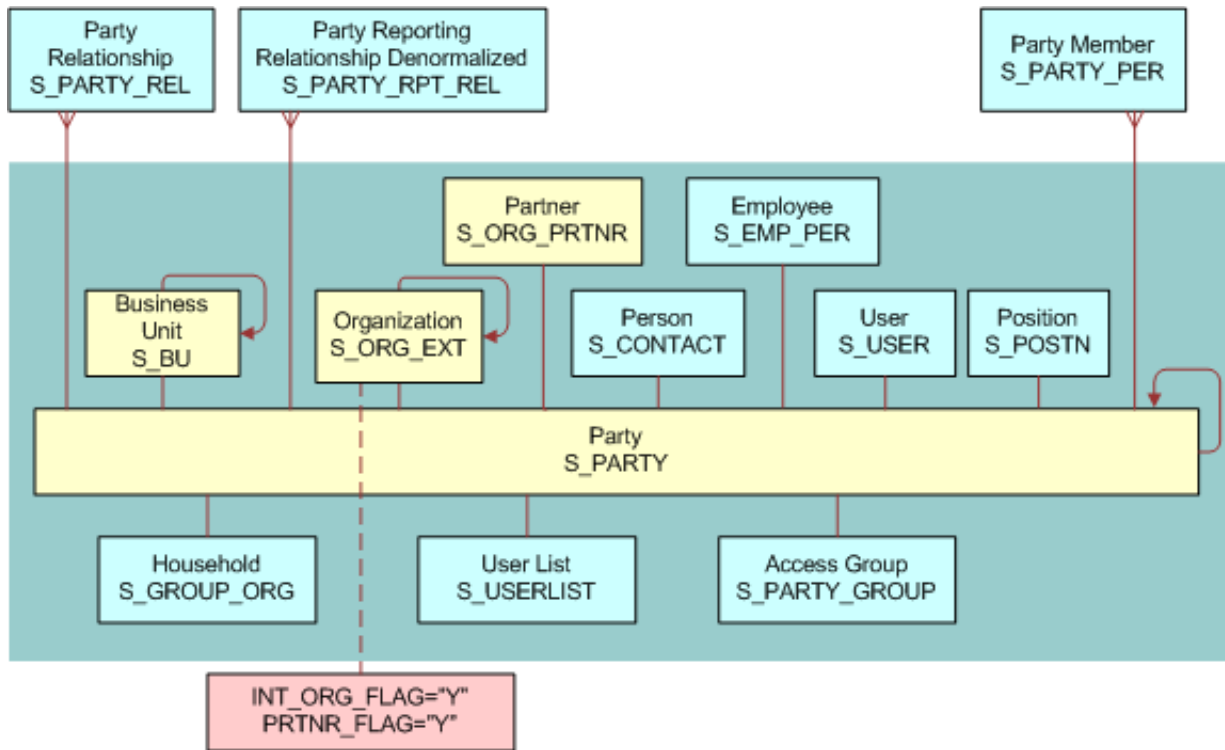 Party
Relationship
S_PARTY_REL
Party Reporting
Relationship Denormalized
S_PARTY_RPT_REL
Party Member
S_PARTY_PER
Partner
S_ORG_PRTNR
Employee
S_EMP_PER
Business
Unit
S_BU
Organization
S_ORG_EXT
Person
S_CONTACT
User
S_USER
Position
S_POSTN
Party
S_PARTY
Household
S_GROUP_ORG
User List
S_USERLIST
Access Group
S_PARTY_GROUP
INT_ORG_FLAG="Y"
PRTNR_FLAG="Y"